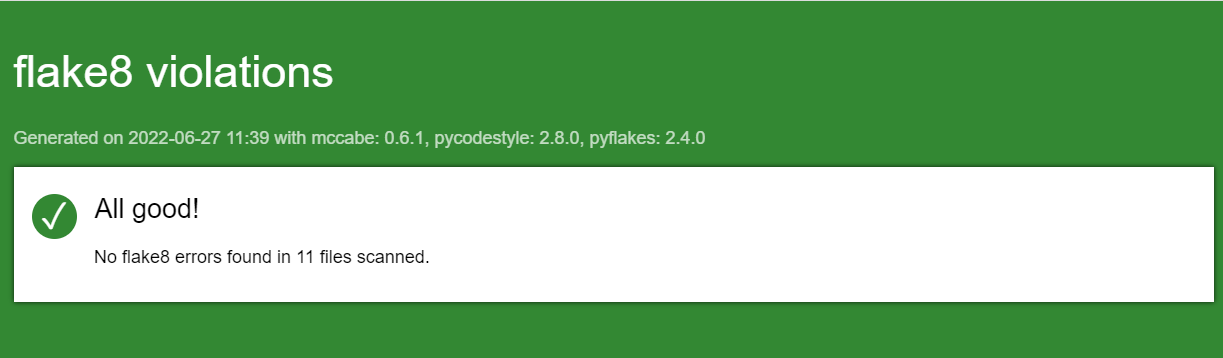 flake8 violations
Generated on 2022-06-27 11:39 with mccabe: 0.6.1, pycodestyle: 2.8.0, pyflakes: 2.4.0
All good!
No flake8 errors found in 11 files scanned.